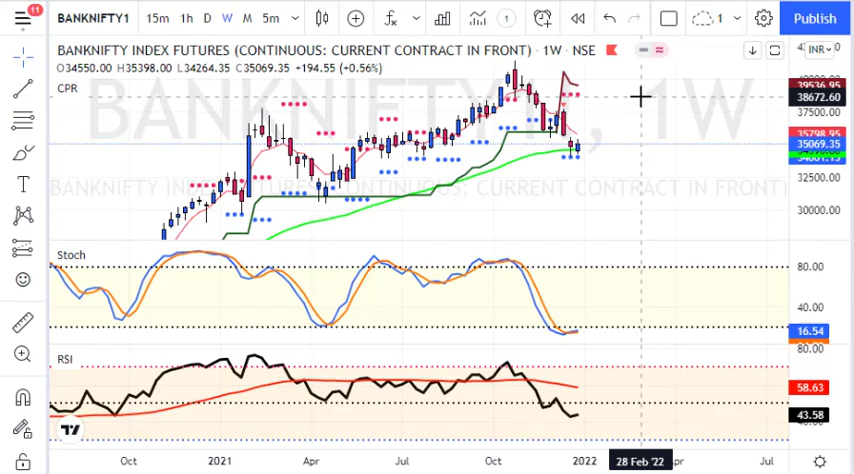 11
BANKNIFTY1 15m 1h D W M 5m 1 Publish
BANKNIFTY INDEX FUTURES (CONTINUOUS: CURRENT CONTRACT IN FRONT) · 1W · NSE
INR
O34550.00 H35398.00 L34264.35 C35069.35 +194.55 (+0.56%)
CPR
BANKNIFTY1, 1W
BANKNIFTY INDEX FUTURES (CONTINUOUS: CURRENT CONTRACT IN FRONT)
39536.95
38672.60
37500.00
35798.95
35069.35
32500.00
30000.00
Stoch
80.00
40.00
16.54
RSI
80.00
58.63
43.58
Oct 2021 Apr Jul Oct 2022 28 Feb '22 Apr Jul